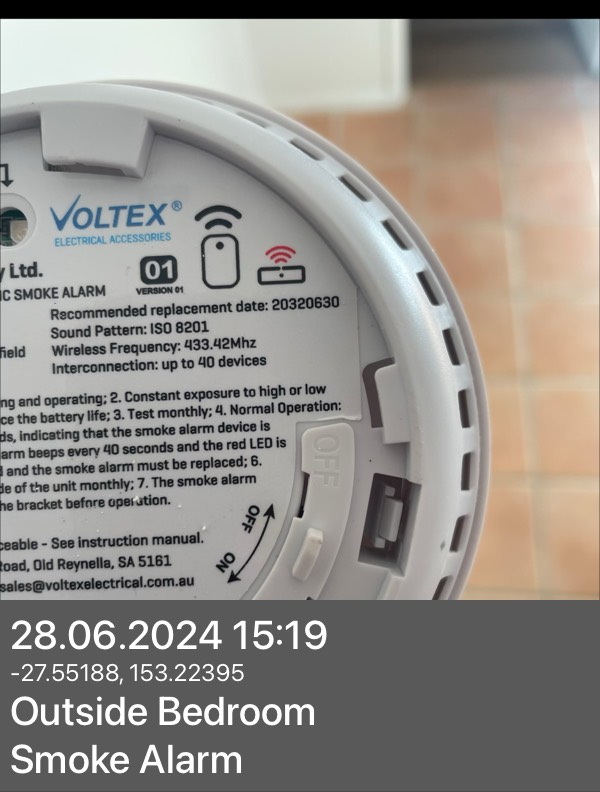 VOLTEX®
ELECTRICAL ACCESSORIES
y Ltd.
IC SMOKE ALARM
01
VERSION 01
Recommended replacement date: 20320630
Sound Pattern: ISO 8201
field
Wireless Frequency: 433.42Mhz
Interconnection: up to 40 devices
ng and operating; 2. Constant exposure to high or low
ce the battery life; 3. Test monthly; 4. Normal Operation:
ds, indicating that the smoke alarm device is
arm beeps every 40 seconds and the red LED is
and the smoke alarm must be replaced; 6.
de of the unit monthly; 7. The smoke alarm
he bracket before operation.
OFF
OFF
ON
ceable - See instruction manual.
Road, Old Reynella, SA 5161
sales@voltexelectrical.com.au
28.06.2024 15:19
-27.55188, 153.22395
Outside Bedroom
Smoke Alarm